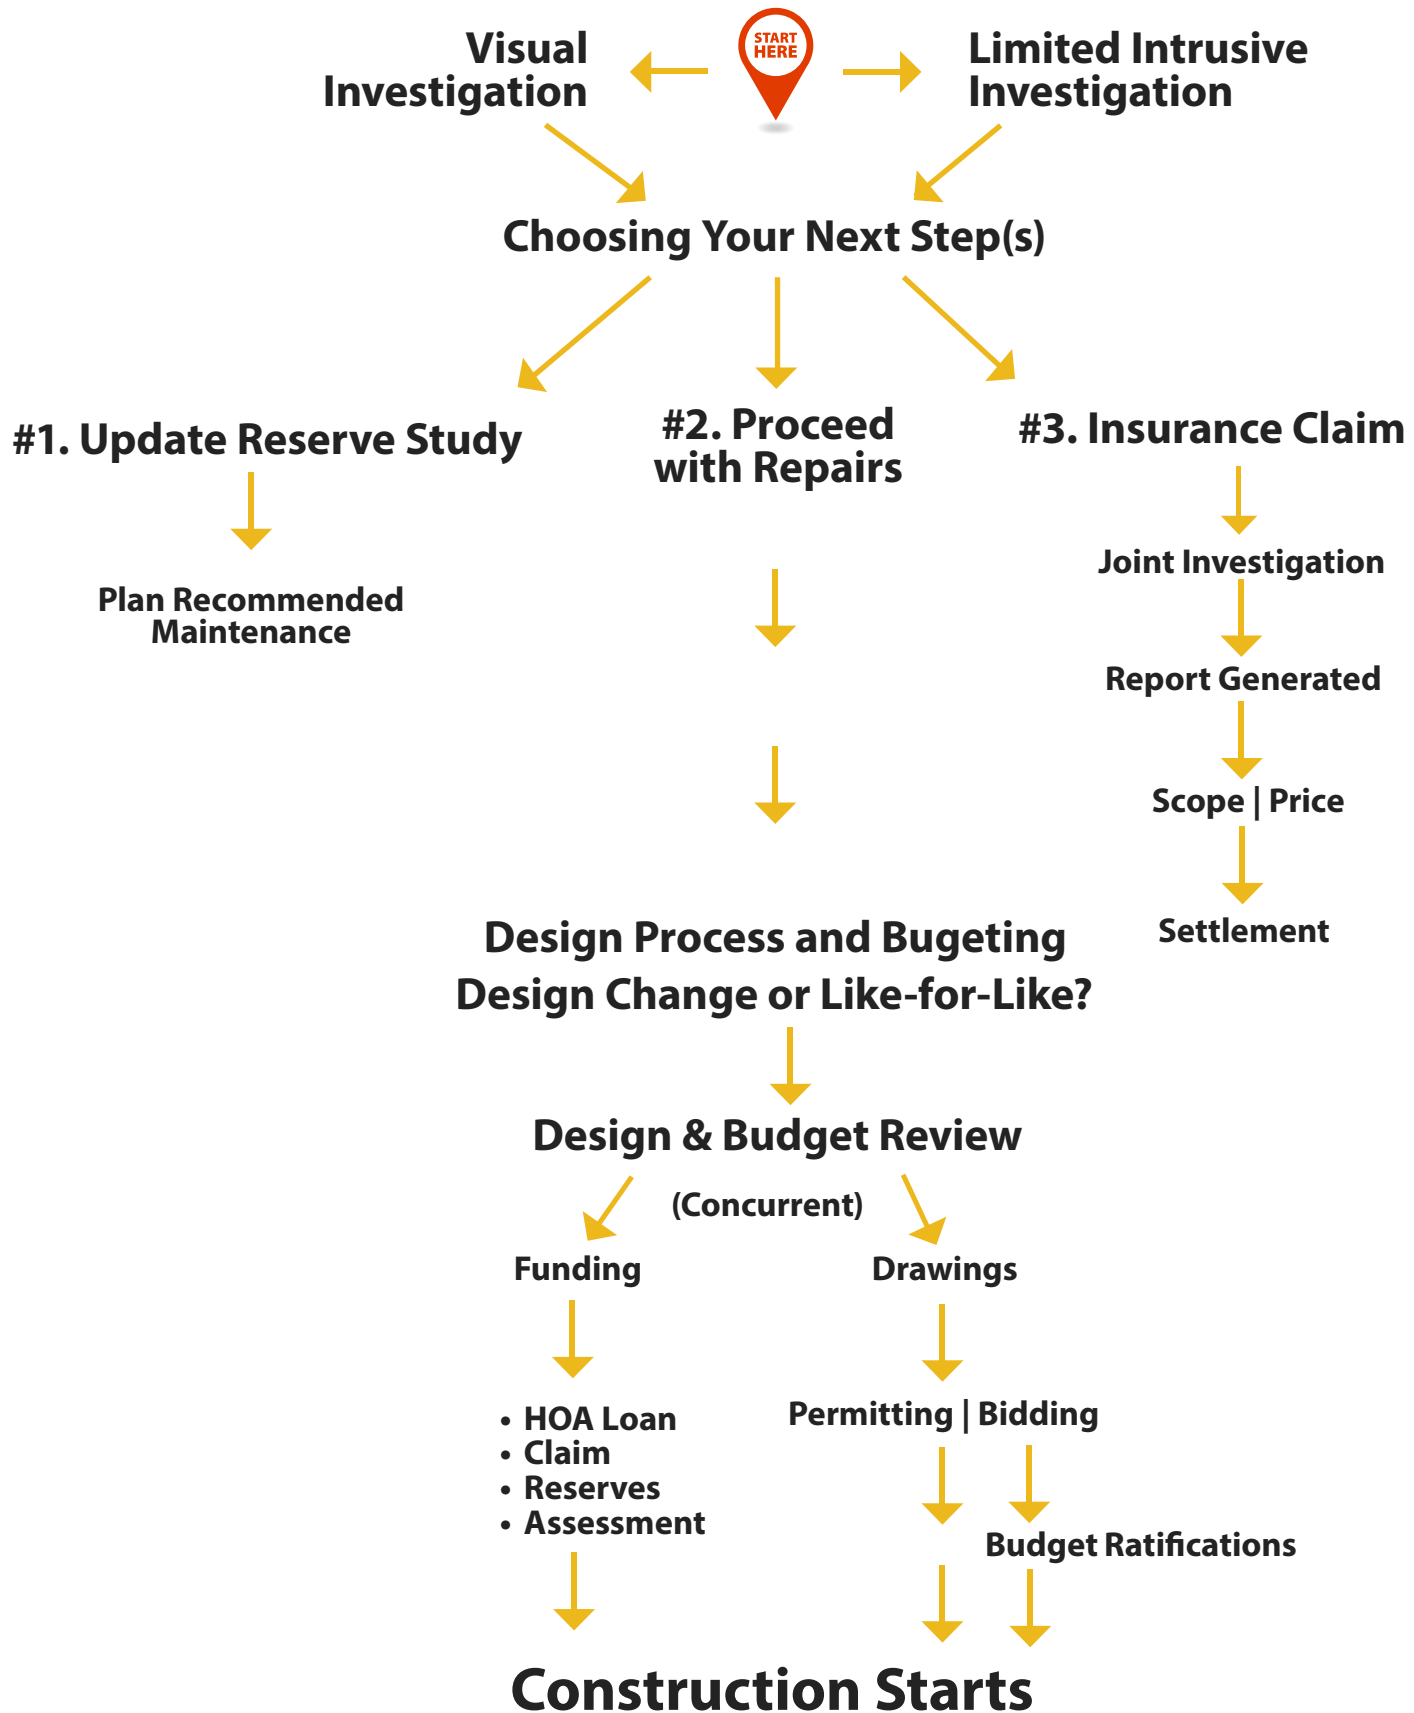 START
HERE
Visual
Investigation
Limited Intrusive
Investigation
Choosing Your Next Step(s)
#1. Update Reserve Study
#2. Proceed
with Repairs
#3. Insurance Claim
Plan Recommended
Maintenance
Joint Investigation
Report Generated
Scope | Price
Settlement
Design Process and Bugeting
Design Change or Like-for-Like?
Design & Budget Review
(Concurrent)
Funding
Drawings
• HOA Loan
• Claim
• Reserves
• Assessment
Permitting | Bidding
Budget Ratifications
Construction Starts